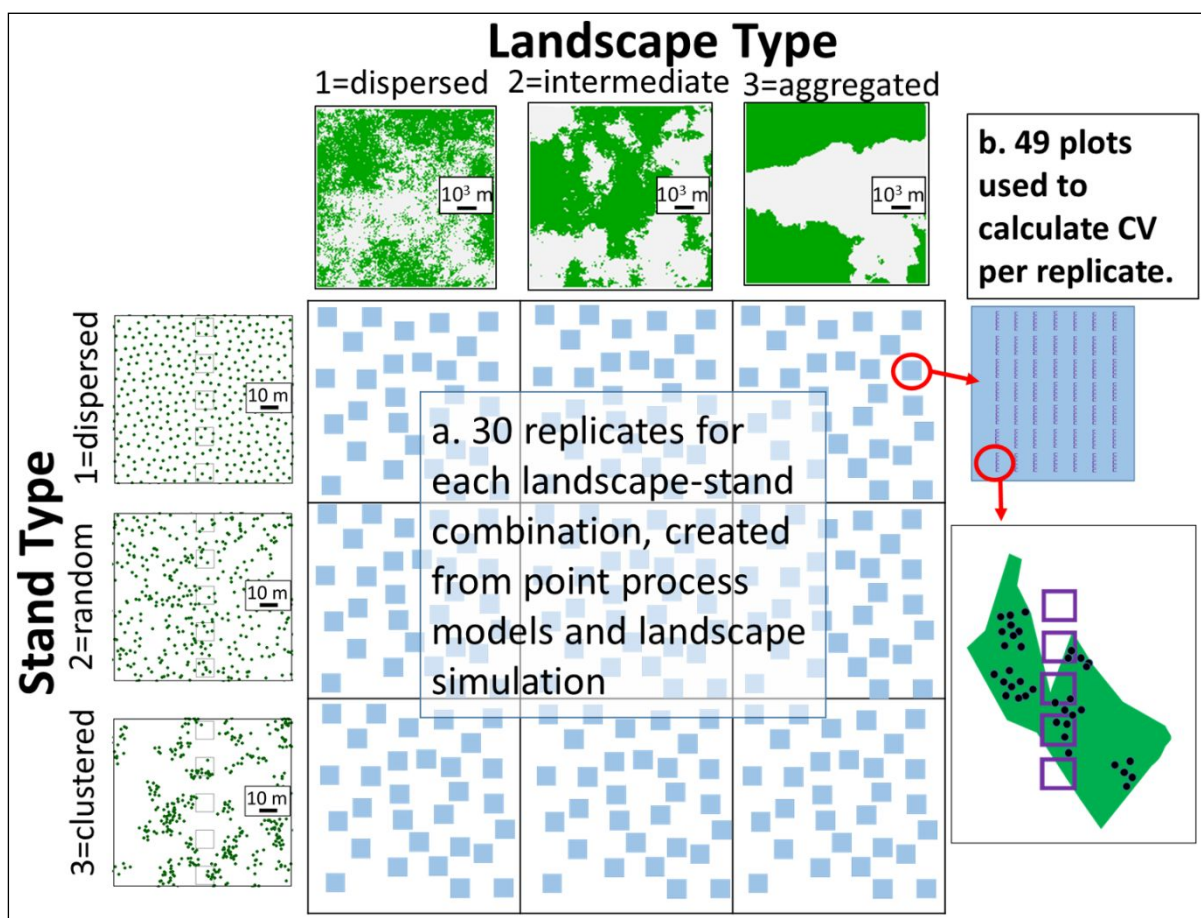 Landscape Type
1=dispersed
2=intermediate
3=aggregated
10³ m
10³ m
10³ m
b. 49 plots
used to
calculate CV
per replicate.
Stand Type
1=dispersed
10 m
2=random
10 m
3=clustered
10 m
a. 30 replicates for
each landscape-stand
combination, created
from point process
models and landscape
simulation